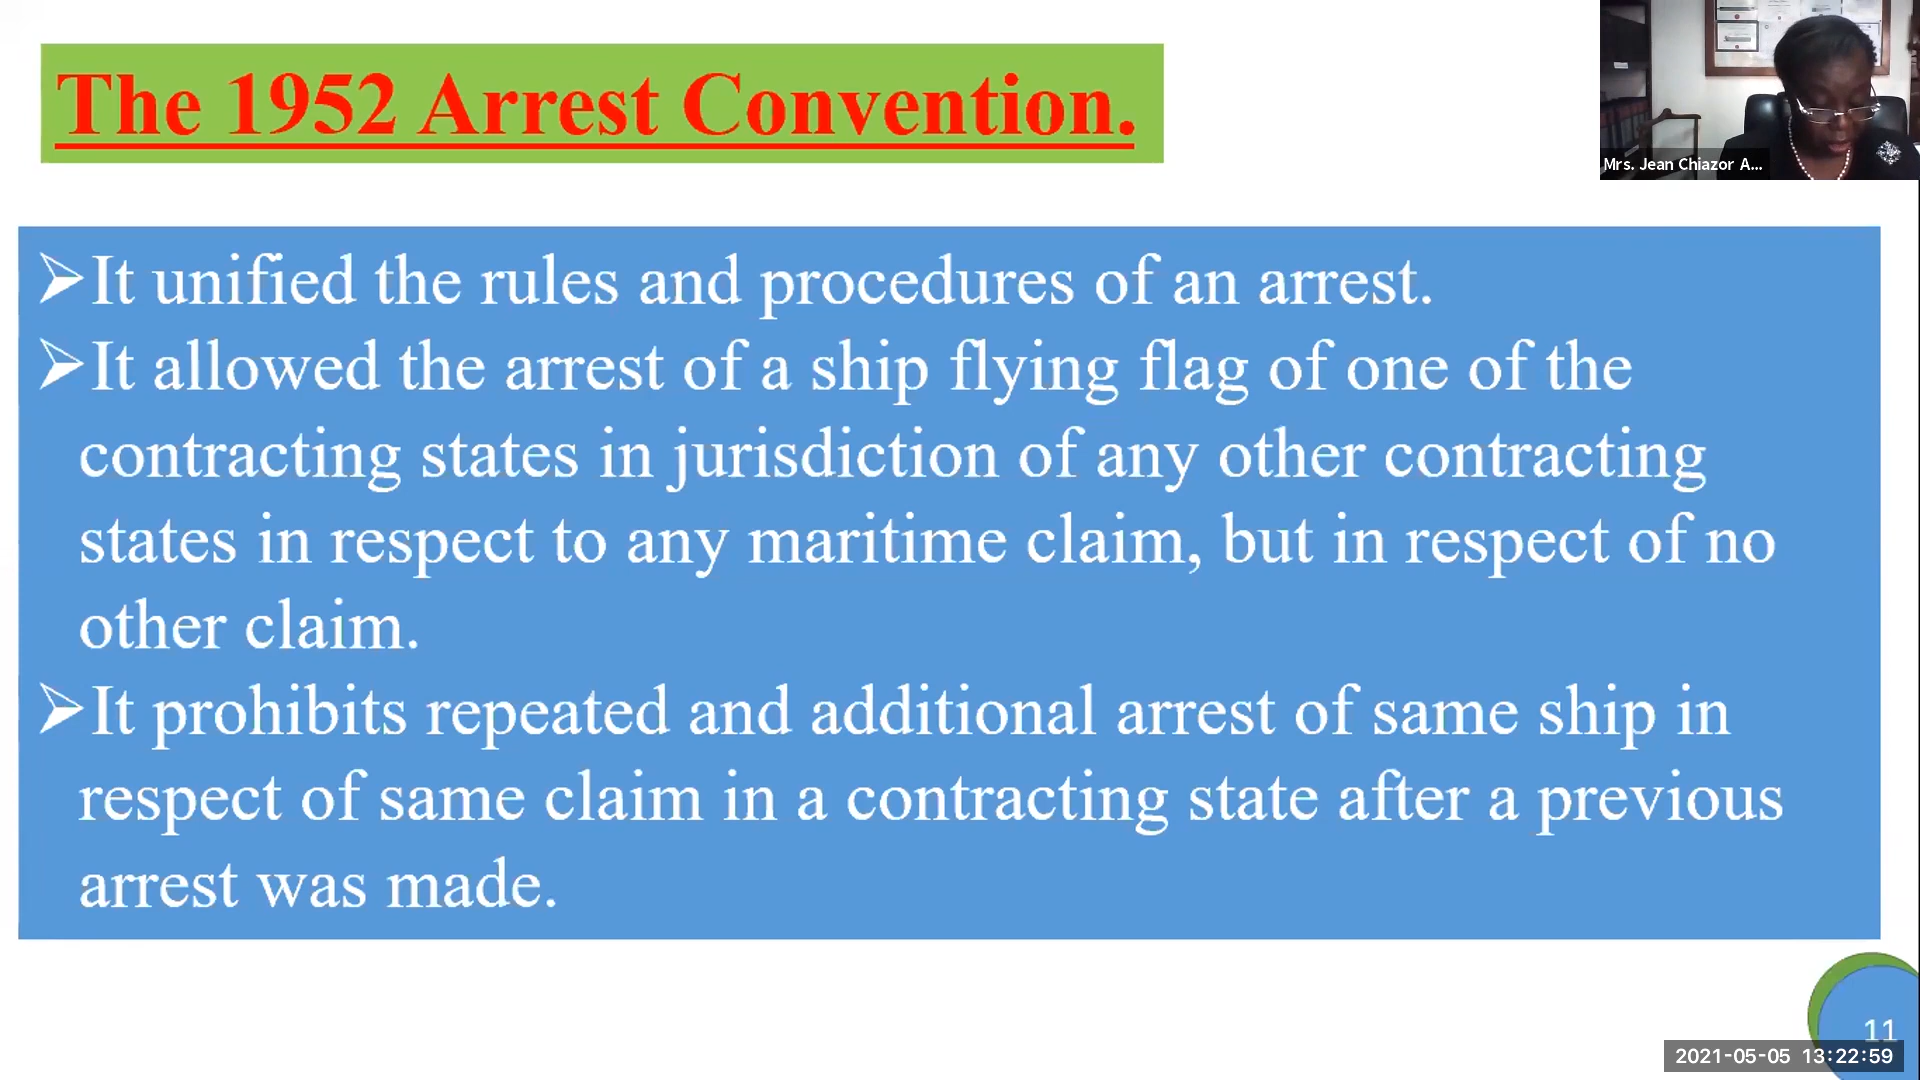 The 1952 Arrest Convention.
Mrs. Jean Chiazor A...
➢It unified the rules and procedures of an arrest.
➢It allowed the arrest of a ship flying flag of one of the
contracting states in jurisdiction of any other contracting
states in respect to any maritime claim, but in respect of no
other claim.
➢It prohibits repeated and additional arrest of same ship in
respect of same claim in a contracting state after a previous
arrest was made.
11
2021-05-05 13:22:59